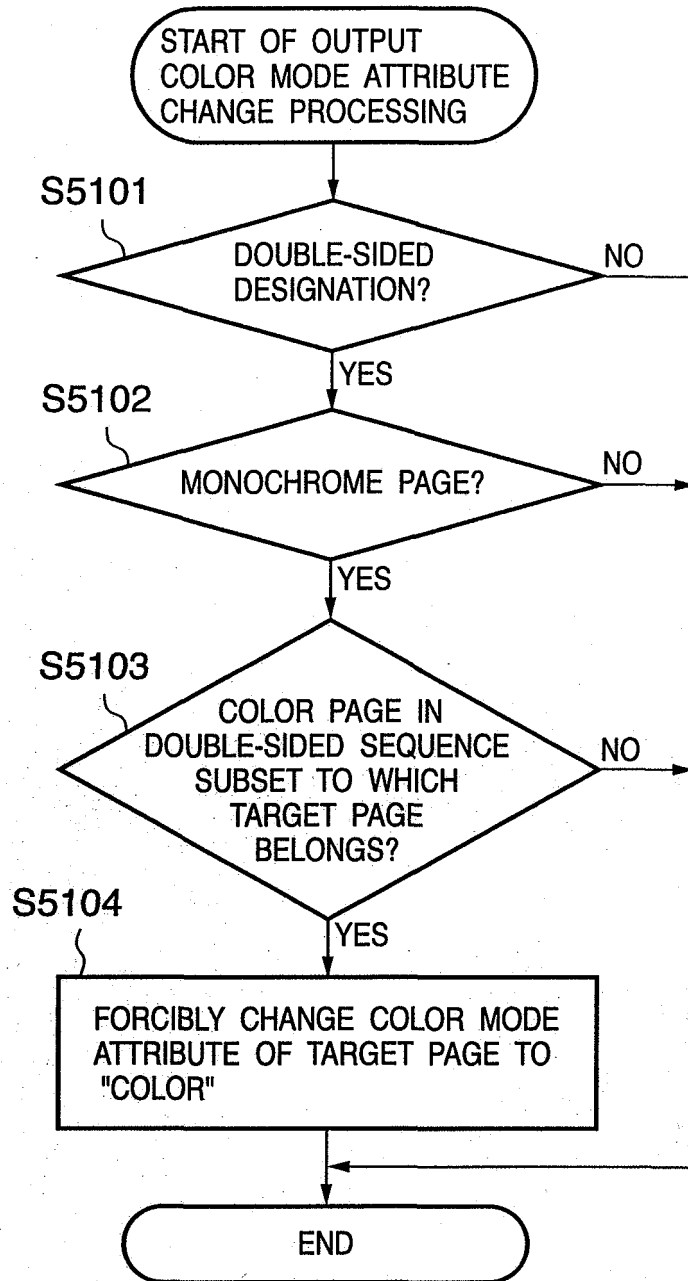 START OF OUTPUT
COLOR MODE ATTRIBUTE
CHANGE PROCESSING
S5101
DOUBLE-SIDED
DESIGNATION?
NO
YES
S5102
MONOCHROME PAGE?
NO
YES
S5103
COLOR PAGE IN
DOUBLE-SIDED SEQUENCE
SUBSET TO WHICH
TARGET PAGE
BELONGS?
NO
YES
S5104
FORCIBLY CHANGE COLOR MODE
ATTRIBUTE OF TARGET PAGE TO
"COLOR"
END